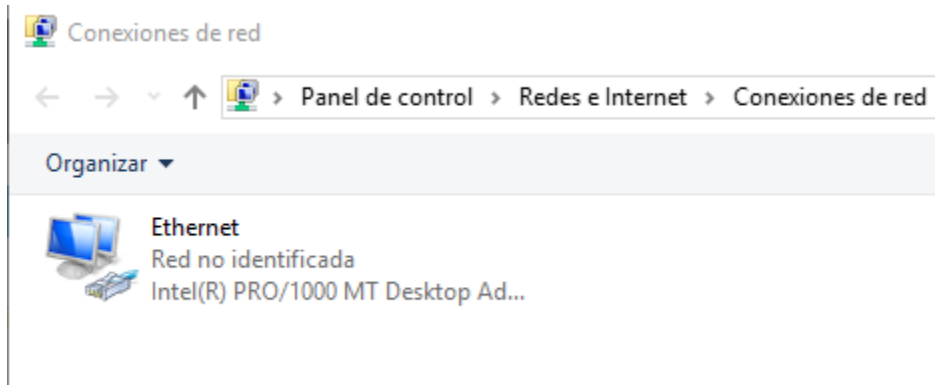 Conexiones de red
Panel de control > Redes e Internet > Conexiones de red
Organizar
Ethernet
Red no identificada
Intel(R) PRO/1000 MT Desktop Ad...